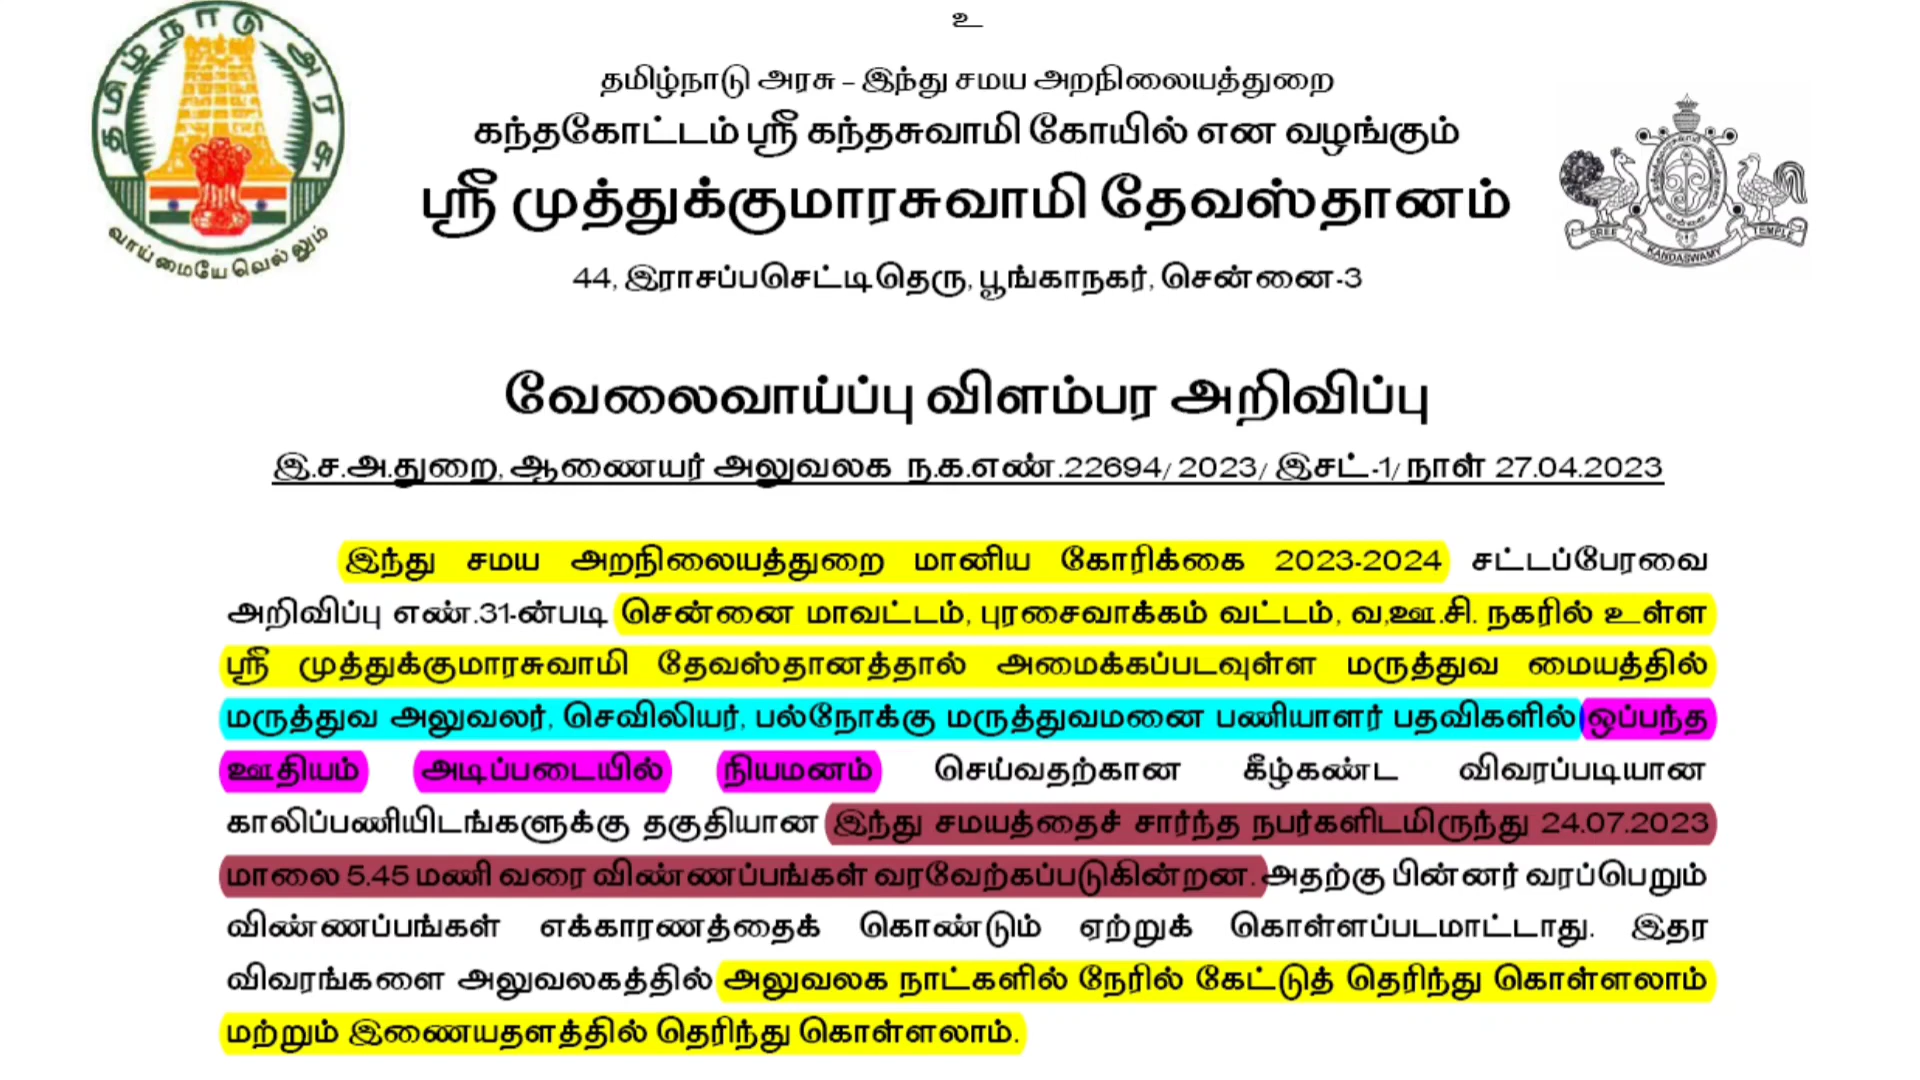 உ
தமிழ்நாடு அரசு
வாய்மையே வெல்லும்
தமிழ்நாடு அரசு – இந்து சமய அறநிலையத்துறை
கந்தகோட்டம் ஸ்ரீ கந்தசுவாமி கோயில் என வழங்கும்
ஸ்ரீ முத்துக்குமாரசுவாமி தேவஸ்தானம்
44, இராசப்பசெட்டி தெரு, பூங்காநகர், சென்னை-3
SREE KANDASWAMY TEMPLE
வேலைவாய்ப்பு விளம்பர அறிவிப்பு
இ.ச.அ.துறை, ஆணையர் அலுவலக ந.க.எண்.22694/ 2023/ இசட்-1/ நாள் 27.04.2023
இந்து சமய அறநிலையத்துறை மானிய கோரிக்கை 2023-2024 சட்டப்பேரவை
அறிவிப்பு எண்.31-ன்படி சென்னை மாவட்டம், புரசைவாக்கம் வட்டம், வ,ஊ.சி. நகரில் உள்ள
ஸ்ரீ முத்துக்குமாரசுவாமி தேவஸ்தானத்தால் அமைக்கப்படவுள்ள மருத்துவ மையத்தில்
மருத்துவ அலுவலர், செவிலியர், பல்நோக்கு மருத்துவமனை பணியாளர் பதவிகளில் ஒப்பந்த
ஊதியம் அடிப்படையில் நியமனம் செய்வதற்கான கீழ்கண்ட விவரப்படியான
காலிப்பணியிடங்களுக்கு தகுதியான இந்து சமயத்தைச் சார்ந்த நபர்களிடமிருந்து 24.07.2023
மாலை 5.45 மணி வரை விண்ணப்பங்கள் வரவேற்கப்படுகின்றன. அதற்கு பின்னர் வரப்பெறும்
விண்ணப்பங்கள் எக்காரணத்தைக் கொண்டும் ஏற்றுக் கொள்ளப்படமாட்டாது. இதர
விவரங்களை அலுவலகத்தில் அலுவலக நாட்களில் நேரில் கேட்டுத் தெரிந்து கொள்ளலாம்
மற்றும் இணையதளத்தில் தெரிந்து கொள்ளலாம்.